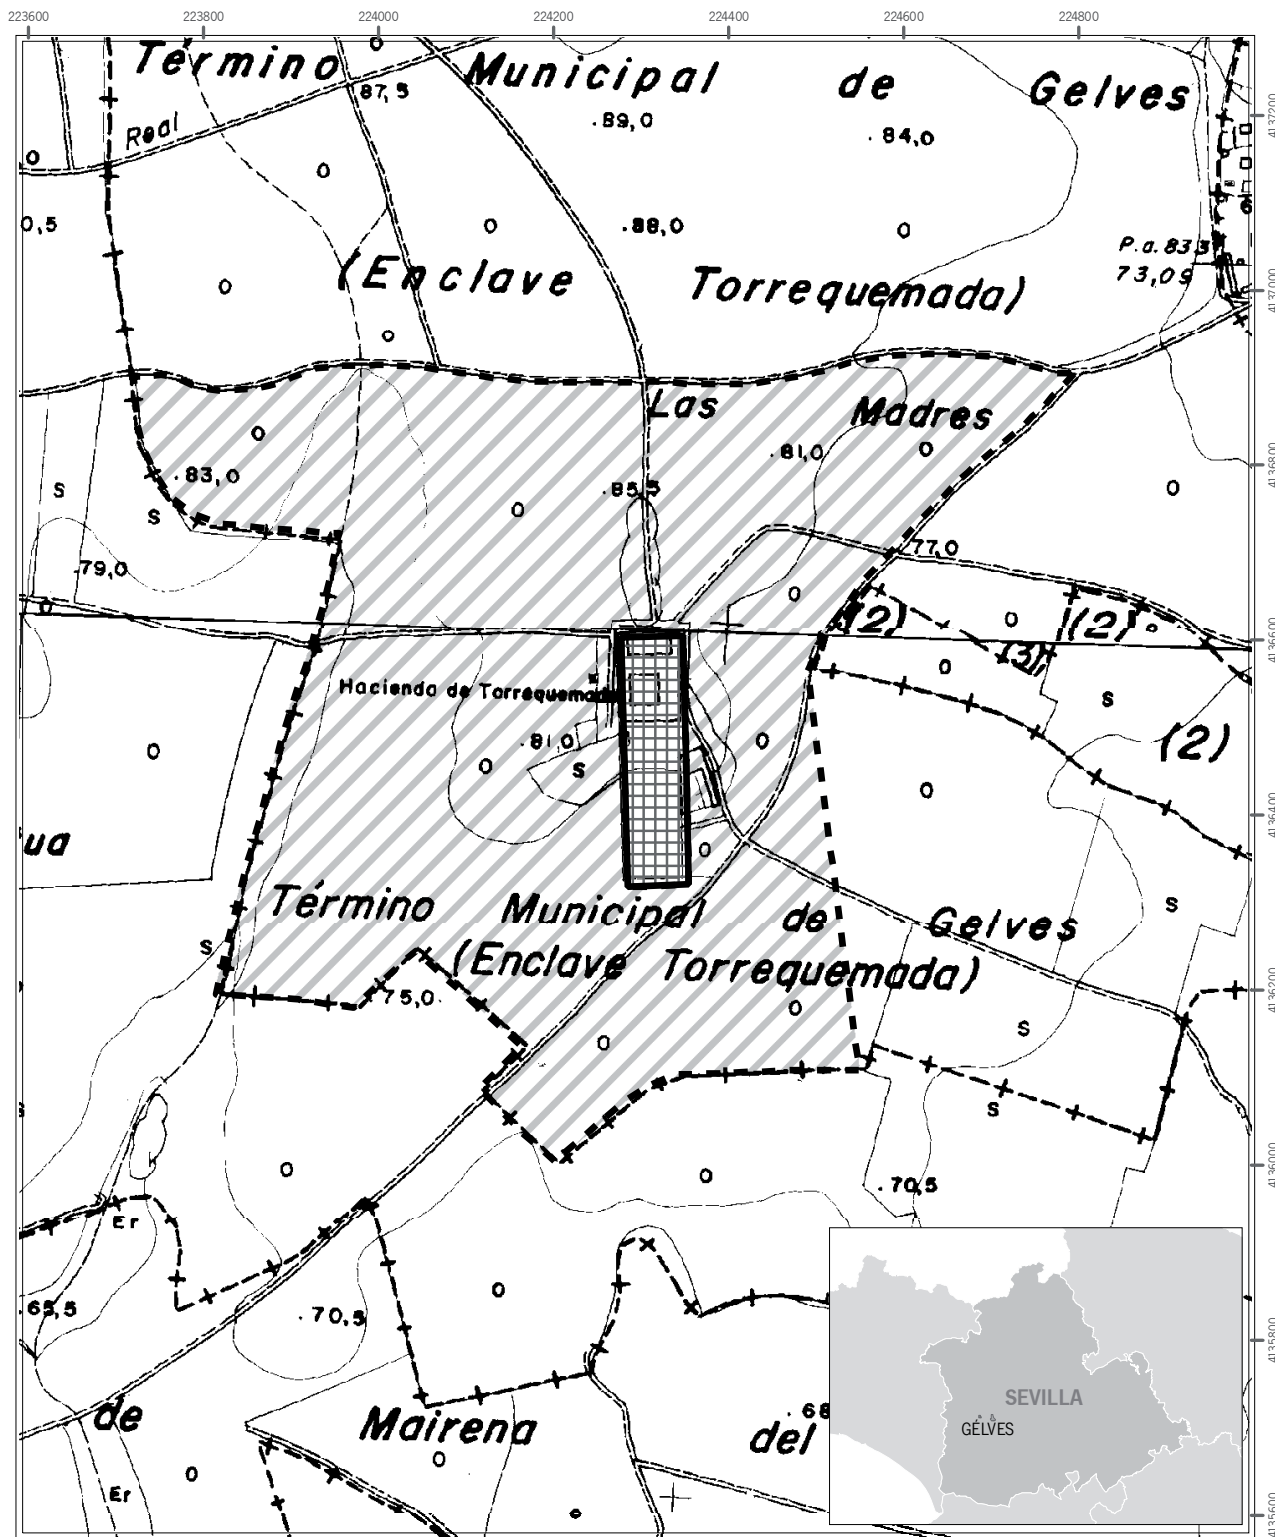 223600 223800 224000 224200 224400 224600 224800
Término Municipal de Gelves
87,5
.89,0
.84,0
4137200
Real
O
0,5
.88,0
P.a. 833
73,09
(Enclave Torrequemada)
4137000
Las Madres
.83,0
.81,0
.85,5
4136800
S
S
.79,0
77,0
(2)
(2)
(3)
4136600
Hacienda de Torrequemada
S
.81,0
S
(2)
4136400
ua
Término Municipal de Gelves
S
S
(Enclave Torrequemada)
75,0.
4136200
S
S
.70,5
4136000
Er
65,5
.70,5
4135800
SEVILLA
GELVES
de Mairena del
.68
Er
4135600